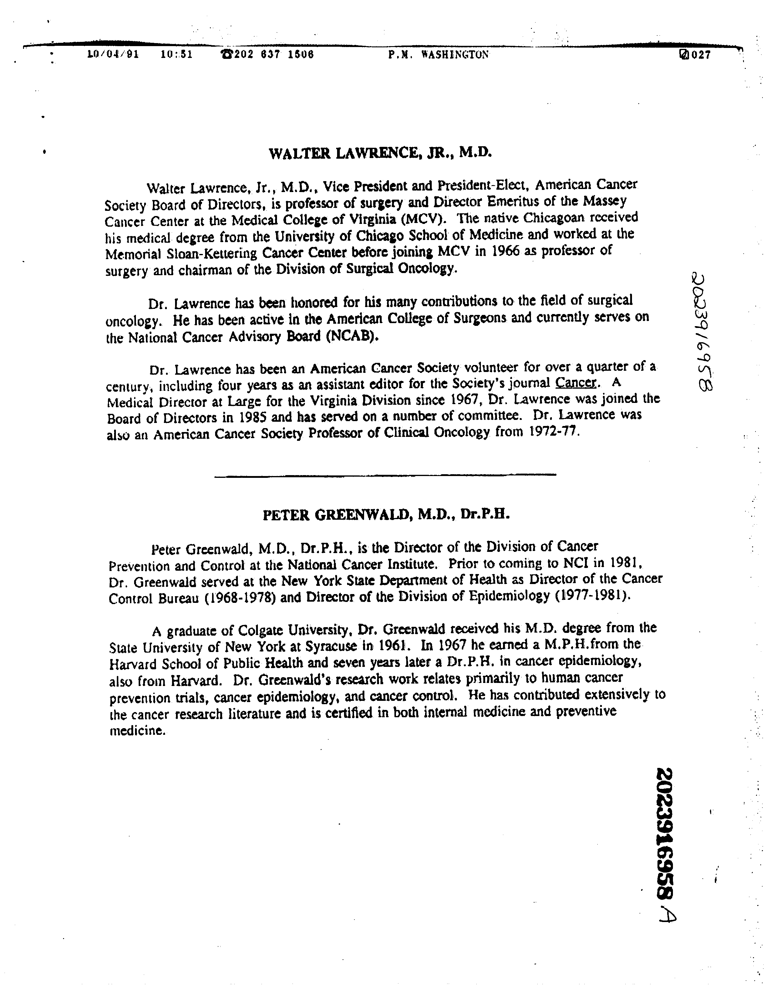 10/04/91 10:51 ☎202 637 1506 P.M. WASHINGTON 027
WALTER LAWRENCE, JR., M.D.
Walter Lawrence, Jr., M.D., Vice President and President-Elect, American Cancer
Society Board of Directors, is professor of surgery and Director Emeritus of the Massey
Cancer Center at the Medical College of Virginia (MCV). The native Chicagoan received
his medical degree from the University of Chicago School of Medicine and worked at the
Memorial Sloan-Kettering Cancer Center before joining MCV in 1966 as professor of
surgery and chairman of the Division of Surgical Oncology.
Dr. Lawrence has been honored for his many contributions to the field of surgical
oncology. He has been active in the American College of Surgeons and currently serves on
the National Cancer Advisory Board (NCAB).
Dr. Lawrence has been an American Cancer Society volunteer for over a quarter of a
century, including four years as an assistant editor for the Society's journal Cancer. A
Medical Director at Large for the Virginia Division since 1967, Dr. Lawrence was joined the
Board of Directors in 1985 and has served on a number of committee. Dr. Lawrence was
also an American Cancer Society Professor of Clinical Oncology from 1972-77.
2023916958
PETER GREENWALD, M.D., Dr.P.H.
Peter Greenwald, M.D., Dr.P.H., is the Director of the Division of Cancer
Prevention and Control at the National Cancer Institute. Prior to coming to NCI in 1981,
Dr. Greenwald served at the New York State Department of Health as Director of the Cancer
Control Bureau (1968-1978) and Director of the Division of Epidemiology (1977-1981).
A graduate of Colgate University, Dr. Greenwald received his M.D. degree from the
State University of New York at Syracuse in 1961. In 1967 he earned a M.P.H.from the
Harvard School of Public Health and seven years later a Dr.P.H. in cancer epidemiology,
also from Harvard. Dr. Greenwald's research work relates primarily to human cancer
prevention trials, cancer epidemiology, and cancer control. He has contributed extensively to
the cancer research literature and is certified in both internal medicine and preventive
medicine.
2023916958 A